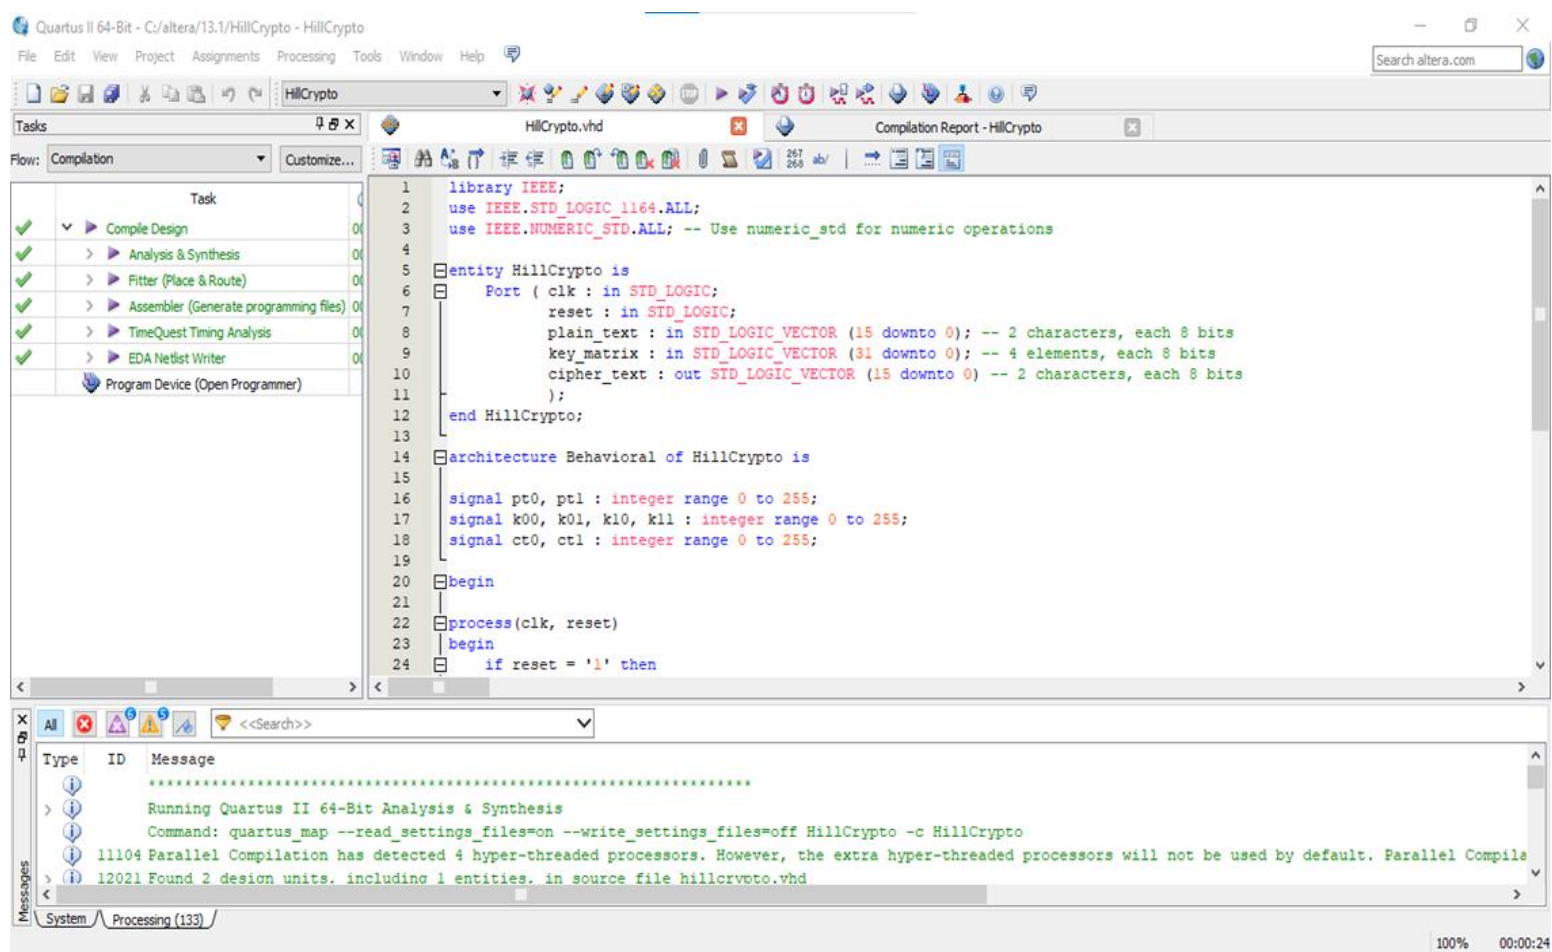 Quartus II 64-Bit - C:/altera/13.1/HillCrypto - HillCrypto
File Edit View Project Assignments Processing Tools Window Help
Search altera.com
HillCrypto
Tasks
HillCrypto.vhd
Compilation Report - HillCrypto
Flow: Compilation Customize...
267
268
ab/
Task
Compile Design 00
Analysis & Synthesis 00
Fitter (Place & Route) 00
Assembler (Generate programming files) 00
TimeQuest Timing Analysis 00
EDA Netlist Writer 00
Program Device (Open Programmer)
1 library IEEE;
2 use IEEE.STD_LOGIC_1164.ALL;
3 use IEEE.NUMERIC_STD.ALL; -- Use numeric_std for numeric operations
4
5 entity HillCrypto is
6 Port ( clk : in STD_LOGIC;
7 reset : in STD_LOGIC;
8 plain_text : in STD_LOGIC_VECTOR (15 downto 0); -- 2 characters, each 8 bits
9 key_matrix : in STD_LOGIC_VECTOR (31 downto 0); -- 4 elements, each 8 bits
10 cipher_text : out STD_LOGIC_VECTOR (15 downto 0) -- 2 characters, each 8 bits
11 );
12 end HillCrypto;
13
14 architecture Behavioral of HillCrypto is
15
16 signal pt0, pt1 : integer range 0 to 255;
17 signal k00, k01, k10, k11 : integer range 0 to 255;
18 signal ct0, ct1 : integer range 0 to 255;
19
20 begin
21
22 process(clk, reset)
23 begin
24 if reset = '1' then
All 6 5 <<Search>>
Type ID Message
*******************************************************************
Running Quartus II 64-Bit Analysis & Synthesis
Command: quartus_map --read_settings_files=on --write_settings_files=off HillCrypto -c HillCrypto
11104 Parallel Compilation has detected 4 hyper-threaded processors. However, the extra hyper-threaded processors will not be used by default. Parallel Compila
12021 Found 2 design units, including 1 entities, in source file hillcrypto.vhd
Messages
System Processing (133)
100% 00:00:24